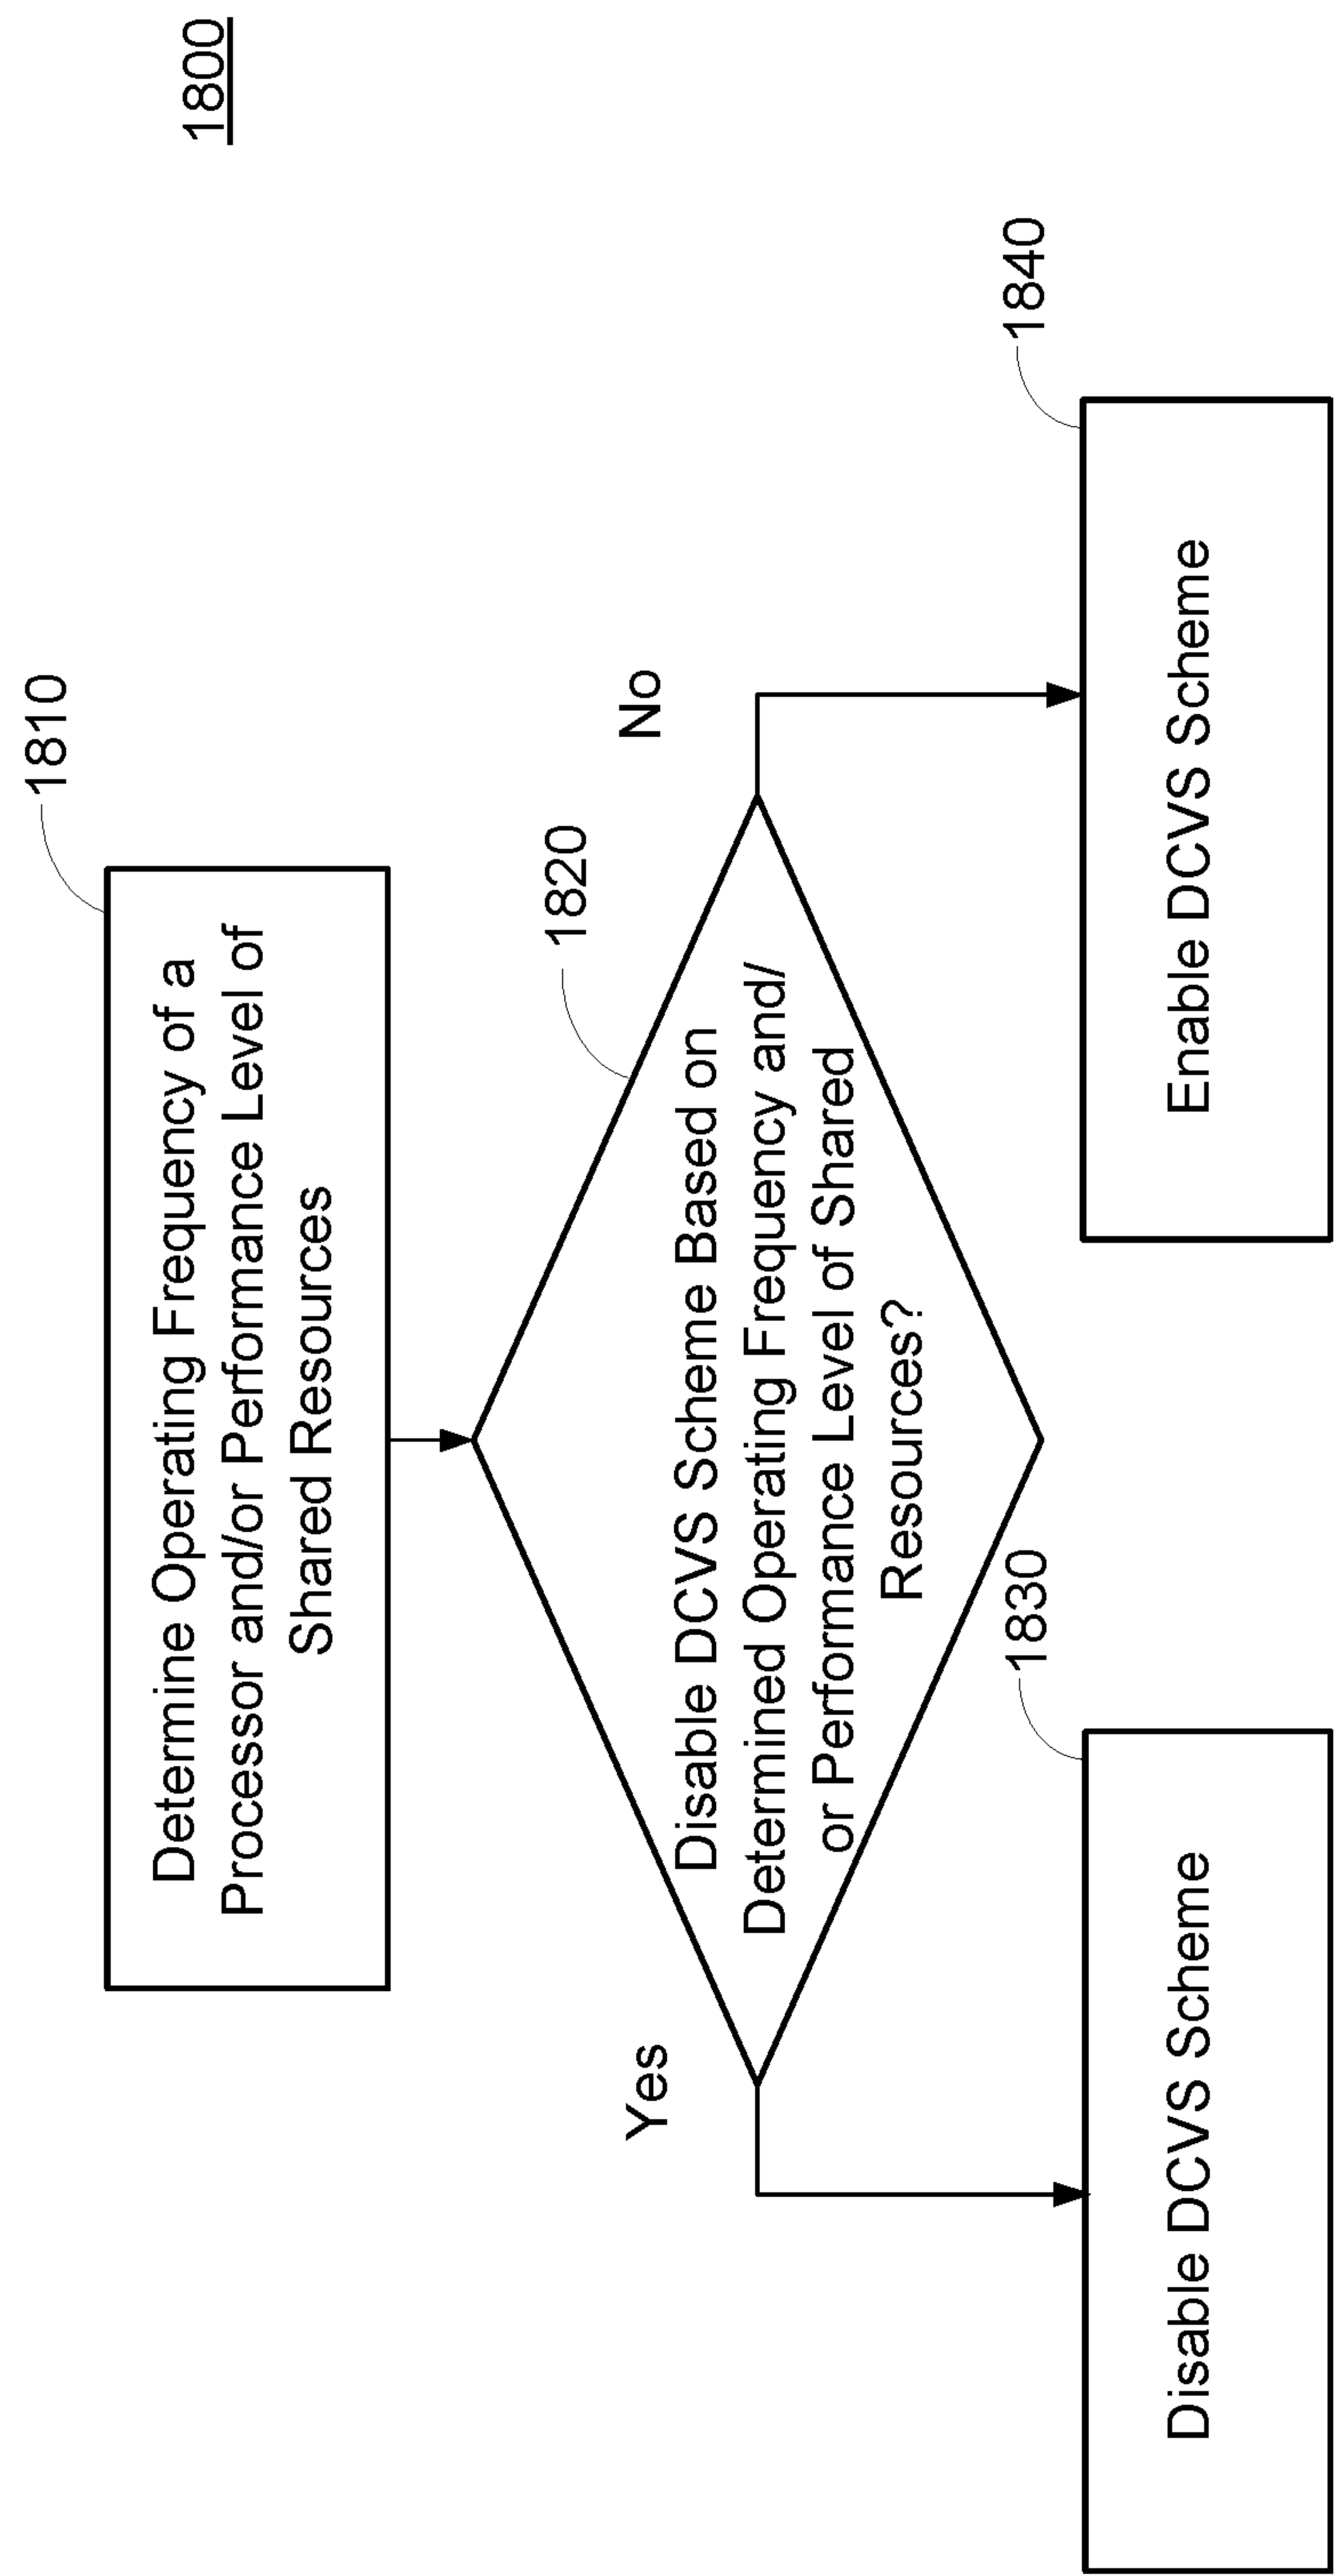 1800
1810
Determine Operating Frequency of a
Processor and/or Performance Level of
Shared Resources
1820
Disable DCVS Scheme Based on
Determined Operating Frequency and/
or Performance Level of Shared
Resources?
Yes
No
1830
Disable DCVS Scheme
1840
Enable DCVS Scheme